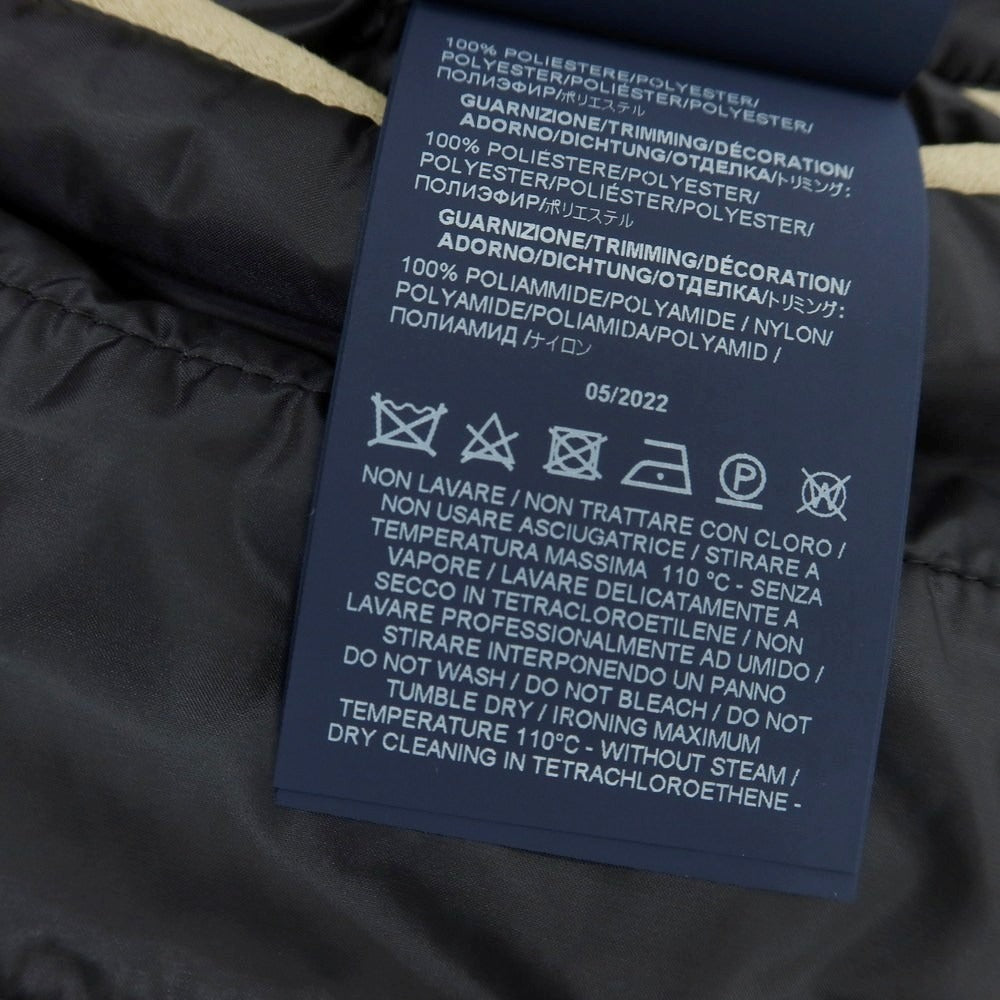 100% POLIESTERE/POLYESTER/
POLYESTER/POLIÉSTER/POLYESTER/
ПОЛИЭФИР/ポリエステル
GUARNIZIONE/TRIMMING/DÉCORATION/
ADORNO/DICHTUNG/ОТДЕЛКА/トリミング:
100% POLIÉSTERE/POLYESTER/
POLYESTER/POLIÉSTER/POLYESTER/
ПОЛИЭФИР/ポリエステル
GUARNIZIONE/TRIMMING/DÉCORATION/
ADORNO/DICHTUNG/ОТДЕЛКА/トリミング:
100% POLIAMMIDE/POLYAMIDE / NYLON/
POLYAMIDE/POLIAMIDA/POLYAMID /
ПОЛИАМИД /ナイロン
05/2022
P W
NON LAVARE / NON TRATTARE CON CLORO /
NON USARE ASCIUGATRICE / STIRARE A
TEMPERATURA MASSIMA 110 °C - SENZA
VAPORE / LAVARE DELICATAMENTE A
SECCO IN TETRACLOROETILENE / NON
LAVARE PROFESSIONALMENTE AD UMIDO /
STIRARE INTERPONENDO UN PANNO
DO NOT WASH / DO NOT BLEACH / DO NOT
TUMBLE DRY / IRONING MAXIMUM
TEMPERATURE 110°C - WITHOUT STEAM /
DRY CLEANING IN TETRACHLOROETHENE -